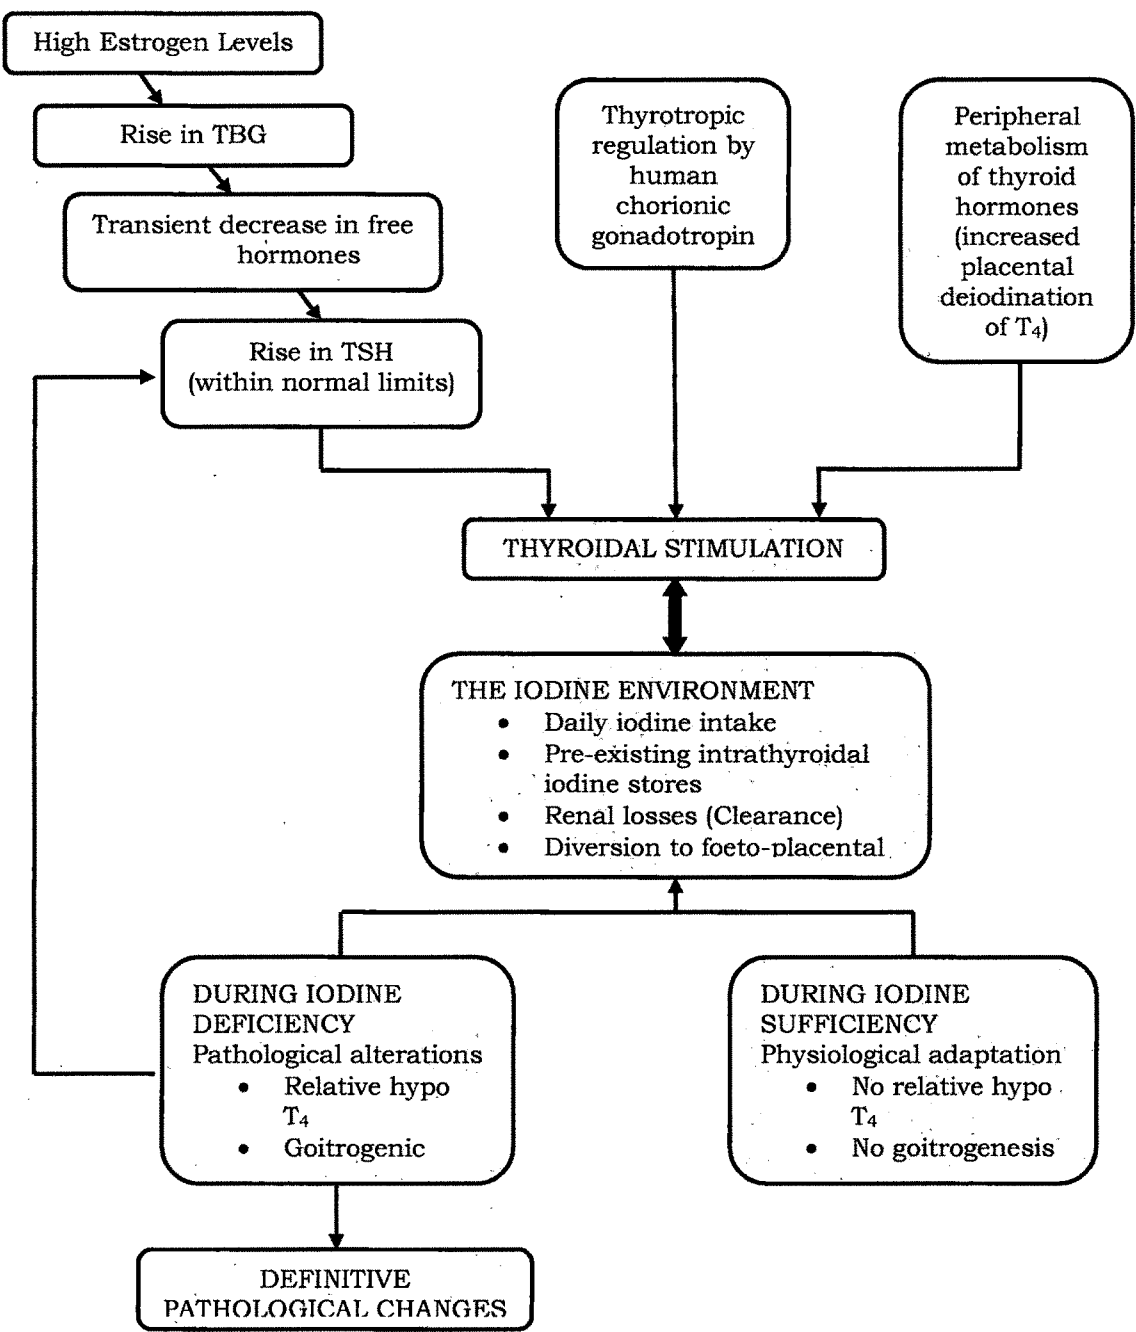 High Estrogen Levels
Rise in TBG
Transient decrease in free
hormones
Rise in TSH
(within normal limits)
Thyrotropic
regulation by
human
chorionic
gonadotropin
Peripheral
metabolism
of thyroid
hormones
(increased
placental
deiodination
of T₄)
THYROIDAL STIMULATION
THE IODINE ENVIRONMENT
• Daily iodine intake
• Pre-existing intrathyroidal
iodine stores
• Renal losses (Clearance)
• Diversion to foeto-placental
DURING IODINE
DEFICIENCY
Pathological alterations
• Relative hypo
T₄
• Goitrogenic
DURING IODINE
SUFFICIENCY
Physiological adaptation
• No relative hypo
T₄
• No goitrogenesis
DEFINITIVE
PATHOLOGICAL CHANGES